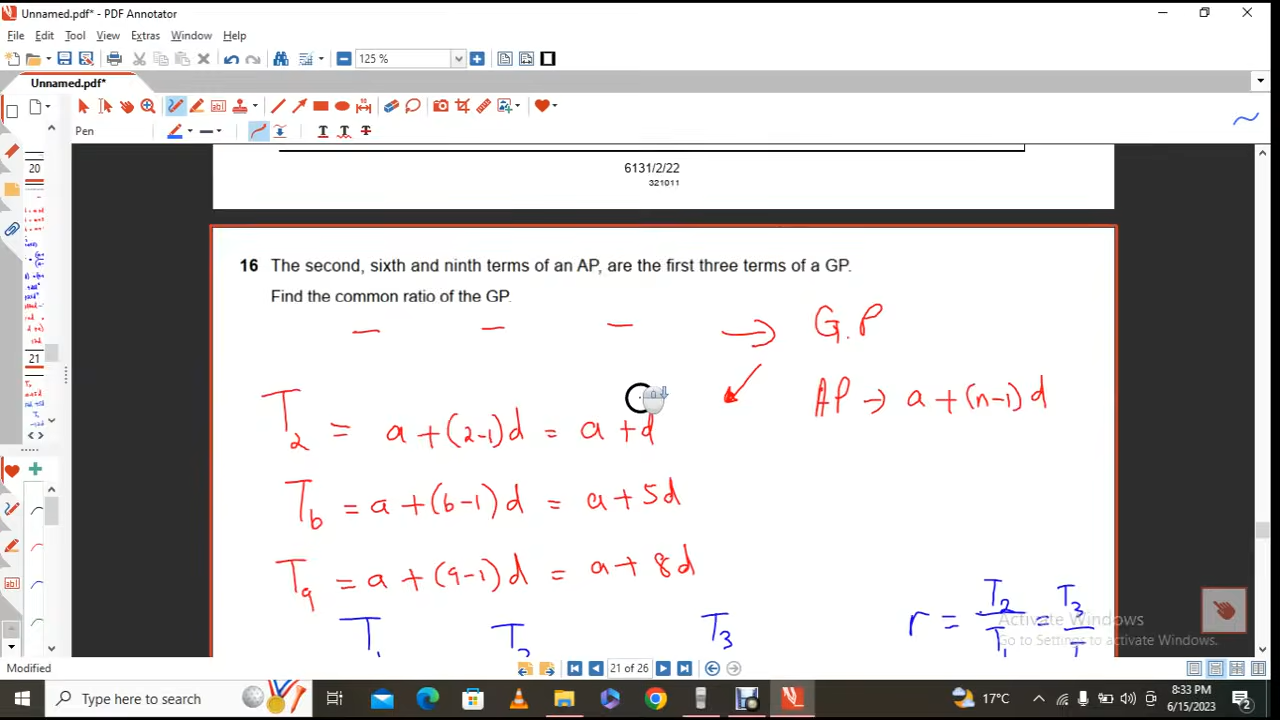 Unnamed.pdf* - PDF Annotator
File Edit Tool View Extras Window Help
125 %
Unnamed.pdf*
Pen
20
21
6131/2/22
321011
16 The second, sixth and ninth terms of an AP, are the first three terms of a GP.
Find the common ratio of the GP.
— — — → G.P
AP → a + (n-1)d
T2 = a + (2-1)d = a + d
T6 = a + (6-1)d = a + 5d
T9 = a + (9-1)d = a + 8d
T1 T2 T3
r = T2/T1 = T3/T
Activate Windows
Go to Settings to activate Windows.
Modified
21 of 26
Type here to search
17°C
8:33 PM
6/15/2023
2